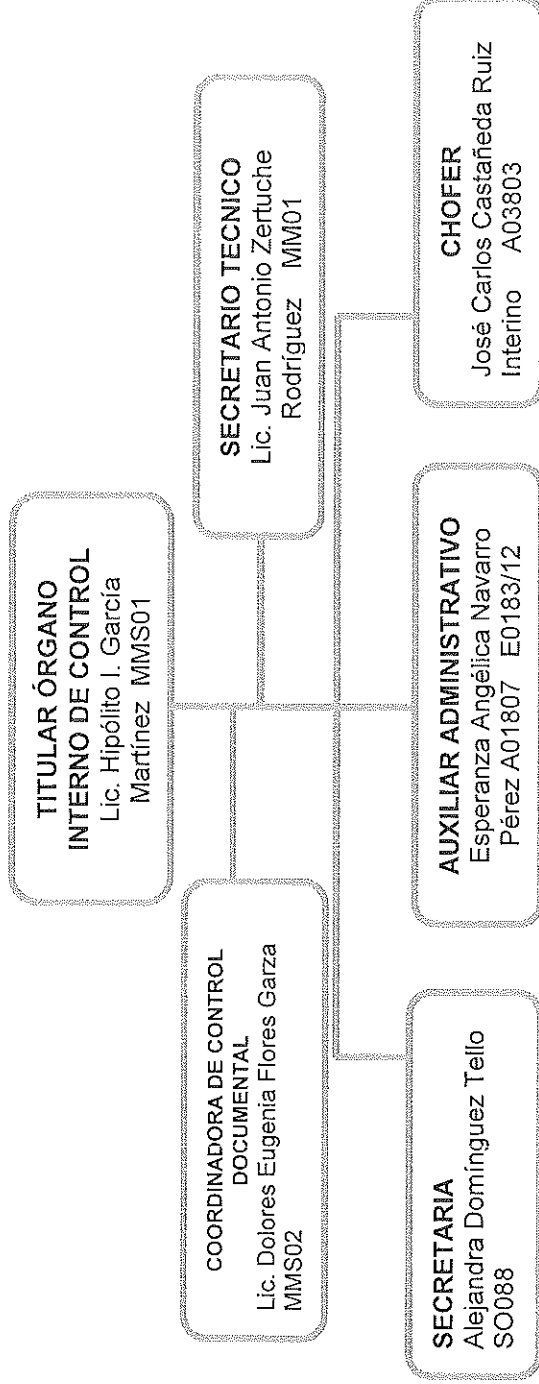 TITULAR ÓRGANO
INTERNO DE CONTROL
Lic. Hipólito I. García
Martínez MMS01
COORDINADORA DE CONTROL
DOCUMENTAL
Lic. Dolores Eugenia Flores Garza
MMS02
SECRETARIO TECNICO
Lic. Juan Antonio Zertuche
Rodríguez MM01
SECRETARIA
Alejandra Domínguez Tello
SO088
AUXILIAR ADMINISTRATIVO
Esperanza Angélica Navarro
Pérez A01807 E0183/12
CHOFER
José Carlos Castañeda Ruiz
Interino A03803